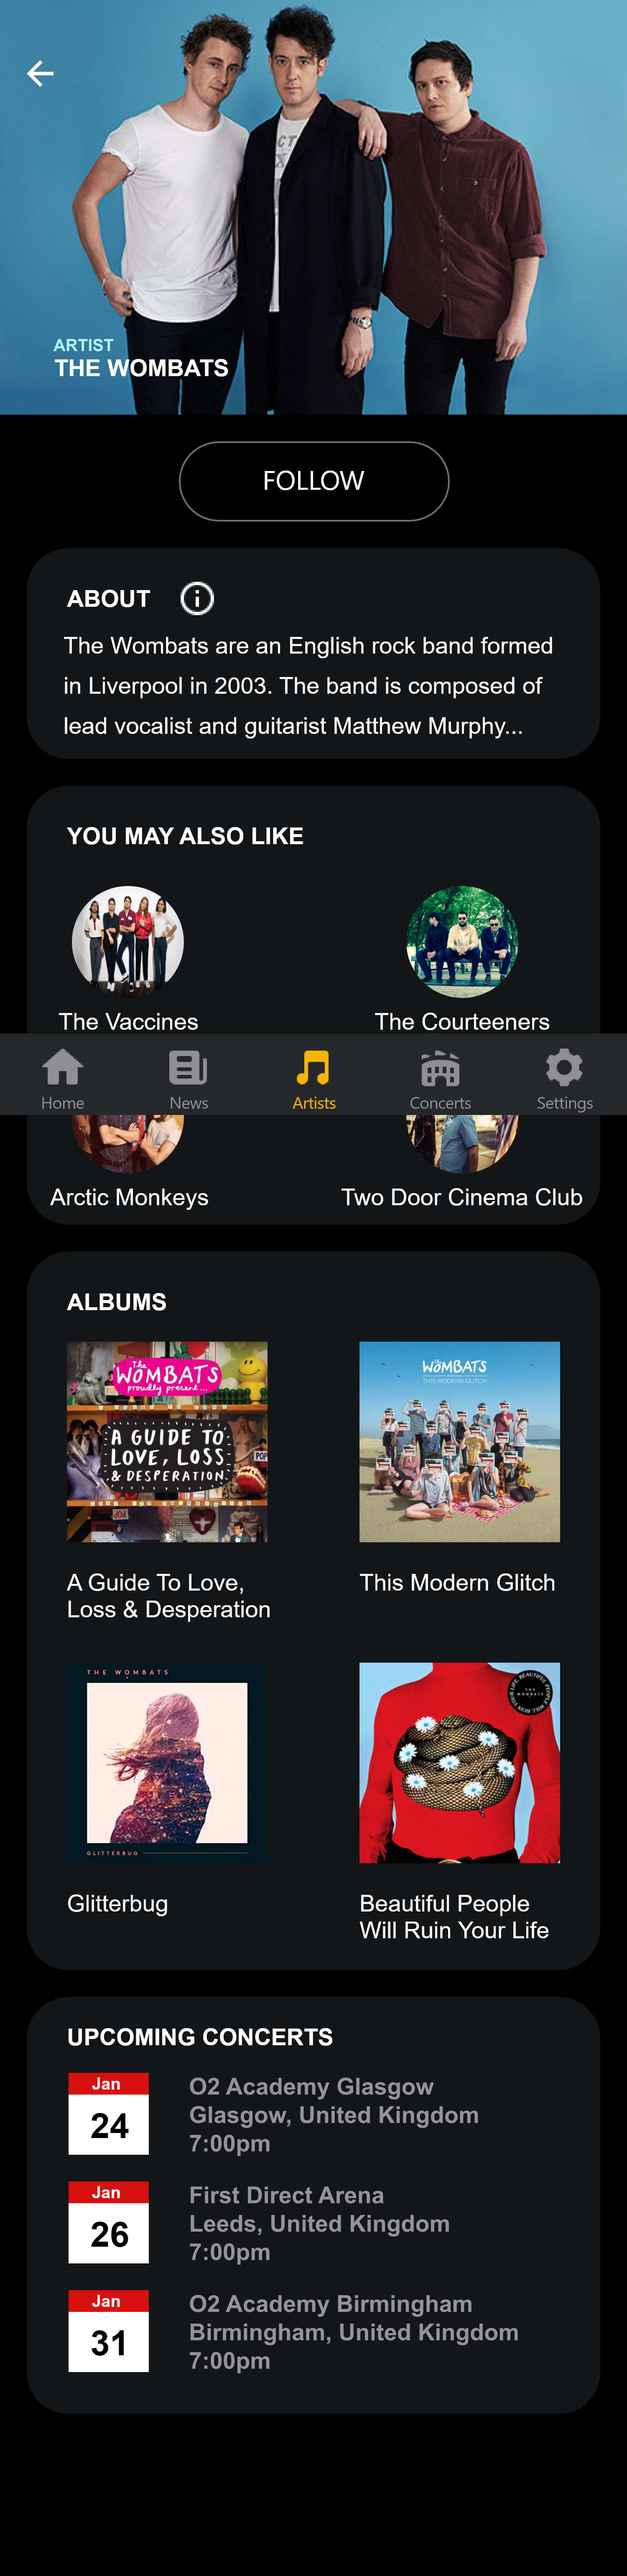 ARTIST
THE WOMBATS
FOLLOW
ABOUT
The Wombats are an English rock band formed
in Liverpool in 2003. The band is composed of
lead vocalist and guitarist Matthew Murphy...
YOU MAY ALSO LIKE
The Vaccines
The Courteeners
Home
News
Artists
Concerts
Settings
Arctic Monkeys
Two Door Cinema Club
ALBUMS
The
WOMBATS
proudly present...
A GUIDE TO
LOVE, LOSS
& DESPERATION
POP
THE WOMBATS
THIS MODERN GLITCH
A Guide To Love,
Loss & Desperation
This Modern Glitch
THE WOMBATS
GLITTERBUG
BEAUTIFUL PEOPLE WILL RUIN YOUR LIFE
THE
WOMBATS
Glitterbug
Beautiful People
Will Ruin Your Life
UPCOMING CONCERTS
Jan
24
O2 Academy Glasgow
Glasgow, United Kingdom
7:00pm
Jan
26
First Direct Arena
Leeds, United Kingdom
7:00pm
Jan
31
O2 Academy Birmingham
Birmingham, United Kingdom
7:00pm